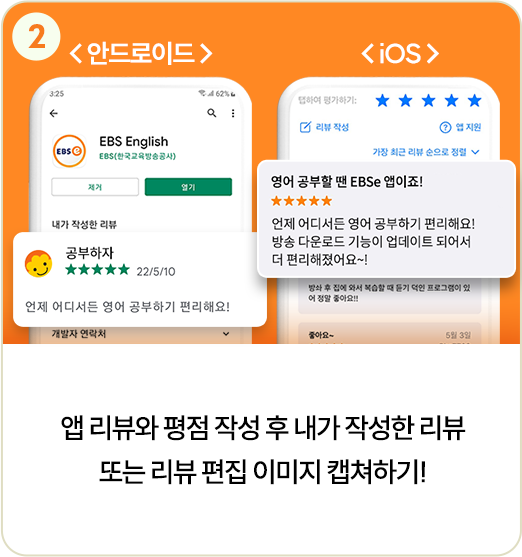 2
<안드로이드>
<iOS>
3:25
62%
EBS
EBS English
EBS(한국교육방송공사)
제거
열기
내가 작성한 리뷰
공부하자
22/5/10
언제 어디서든 영어 공부하기 편리해요!
개발자 연락처
탭하여 평가하기:
리뷰 작성
앱 지원
가장 최근 리뷰 순으로 정렬
영어 공부할 땐 EBSe 앱이죠!
언제 어디서든 영어 공부하기 편리해요!
방송 다운로드 기능이 업데이트 되어서
더 편리해졌어요~!
방솨 후 집에 와서 복습할 때 듣기 덕인 프로그램이 있
어 정말 좋아요!!
좋아요~
5월 3일
앱 리뷰와 평점 작성 후 내가 작성한 리뷰
또는 리뷰 편집 이미지 캡쳐하기!